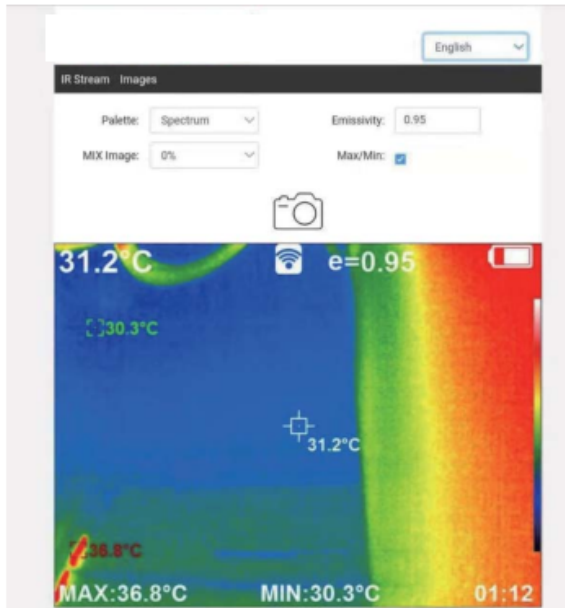 English
IR Stream Images
Palette: Spectrum Emissivity: 0.95
MIX Image: 0% Max/Min:
31.2°C e=0.95
30.3°C
31.2°C
36.8°C
MAX:36.8°C MIN:30.3°C 01:12